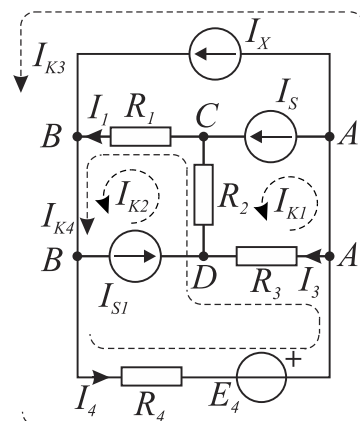 I_X
I_K3
I_1 R_1 C I_S
B A
I_K2 R_2 I_K1
I_K4
B D A
I_S1 R_3 I_3
+
I_4 R_4 E_4